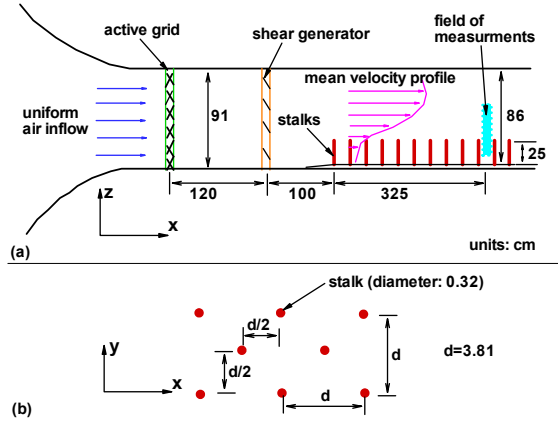 active grid
shear generator
field of
measurments
mean velocity profile
uniform
air inflow
91
stalks
86
25
120
100
325
z
x
(a)
units: cm
stalk (diameter: 0.32)
d/2
y
d/2
d
d=3.81
x
d
(b)